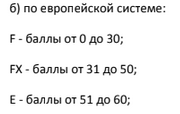 б) по европейской системе:
F - баллы от 0 до 30;
FX - баллы от 31 до 50;
E - баллы от 51 до 60;